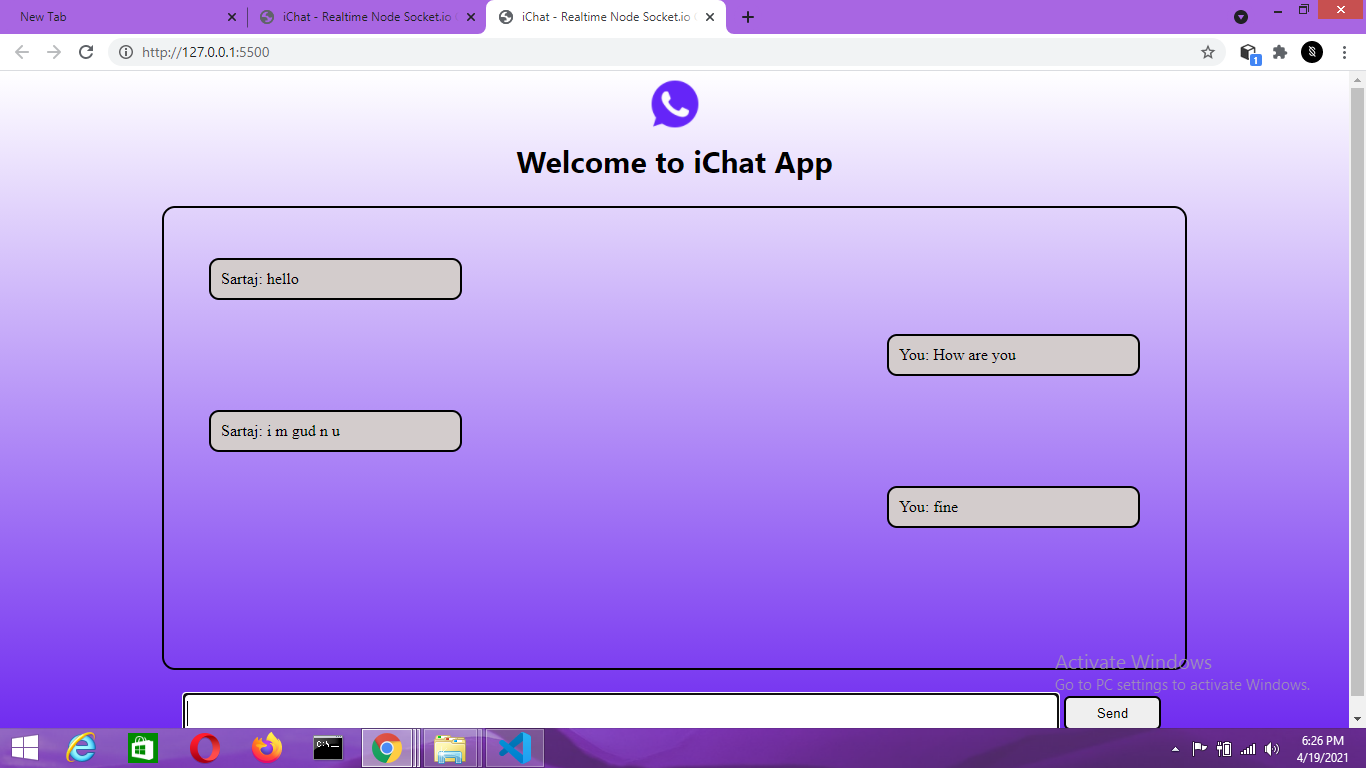 New Tab
iChat - Realtime Node Socket.io
iChat - Realtime Node Socket.io
http://127.0.0.1:5500
1
Welcome to iChat App
Sartaj: hello
You: How are you
Sartaj: i m gud n u
You: fine
Activate Windows
Go to PC settings to activate Windows.
Send
C:\>_
6:26 PM
4/19/2021